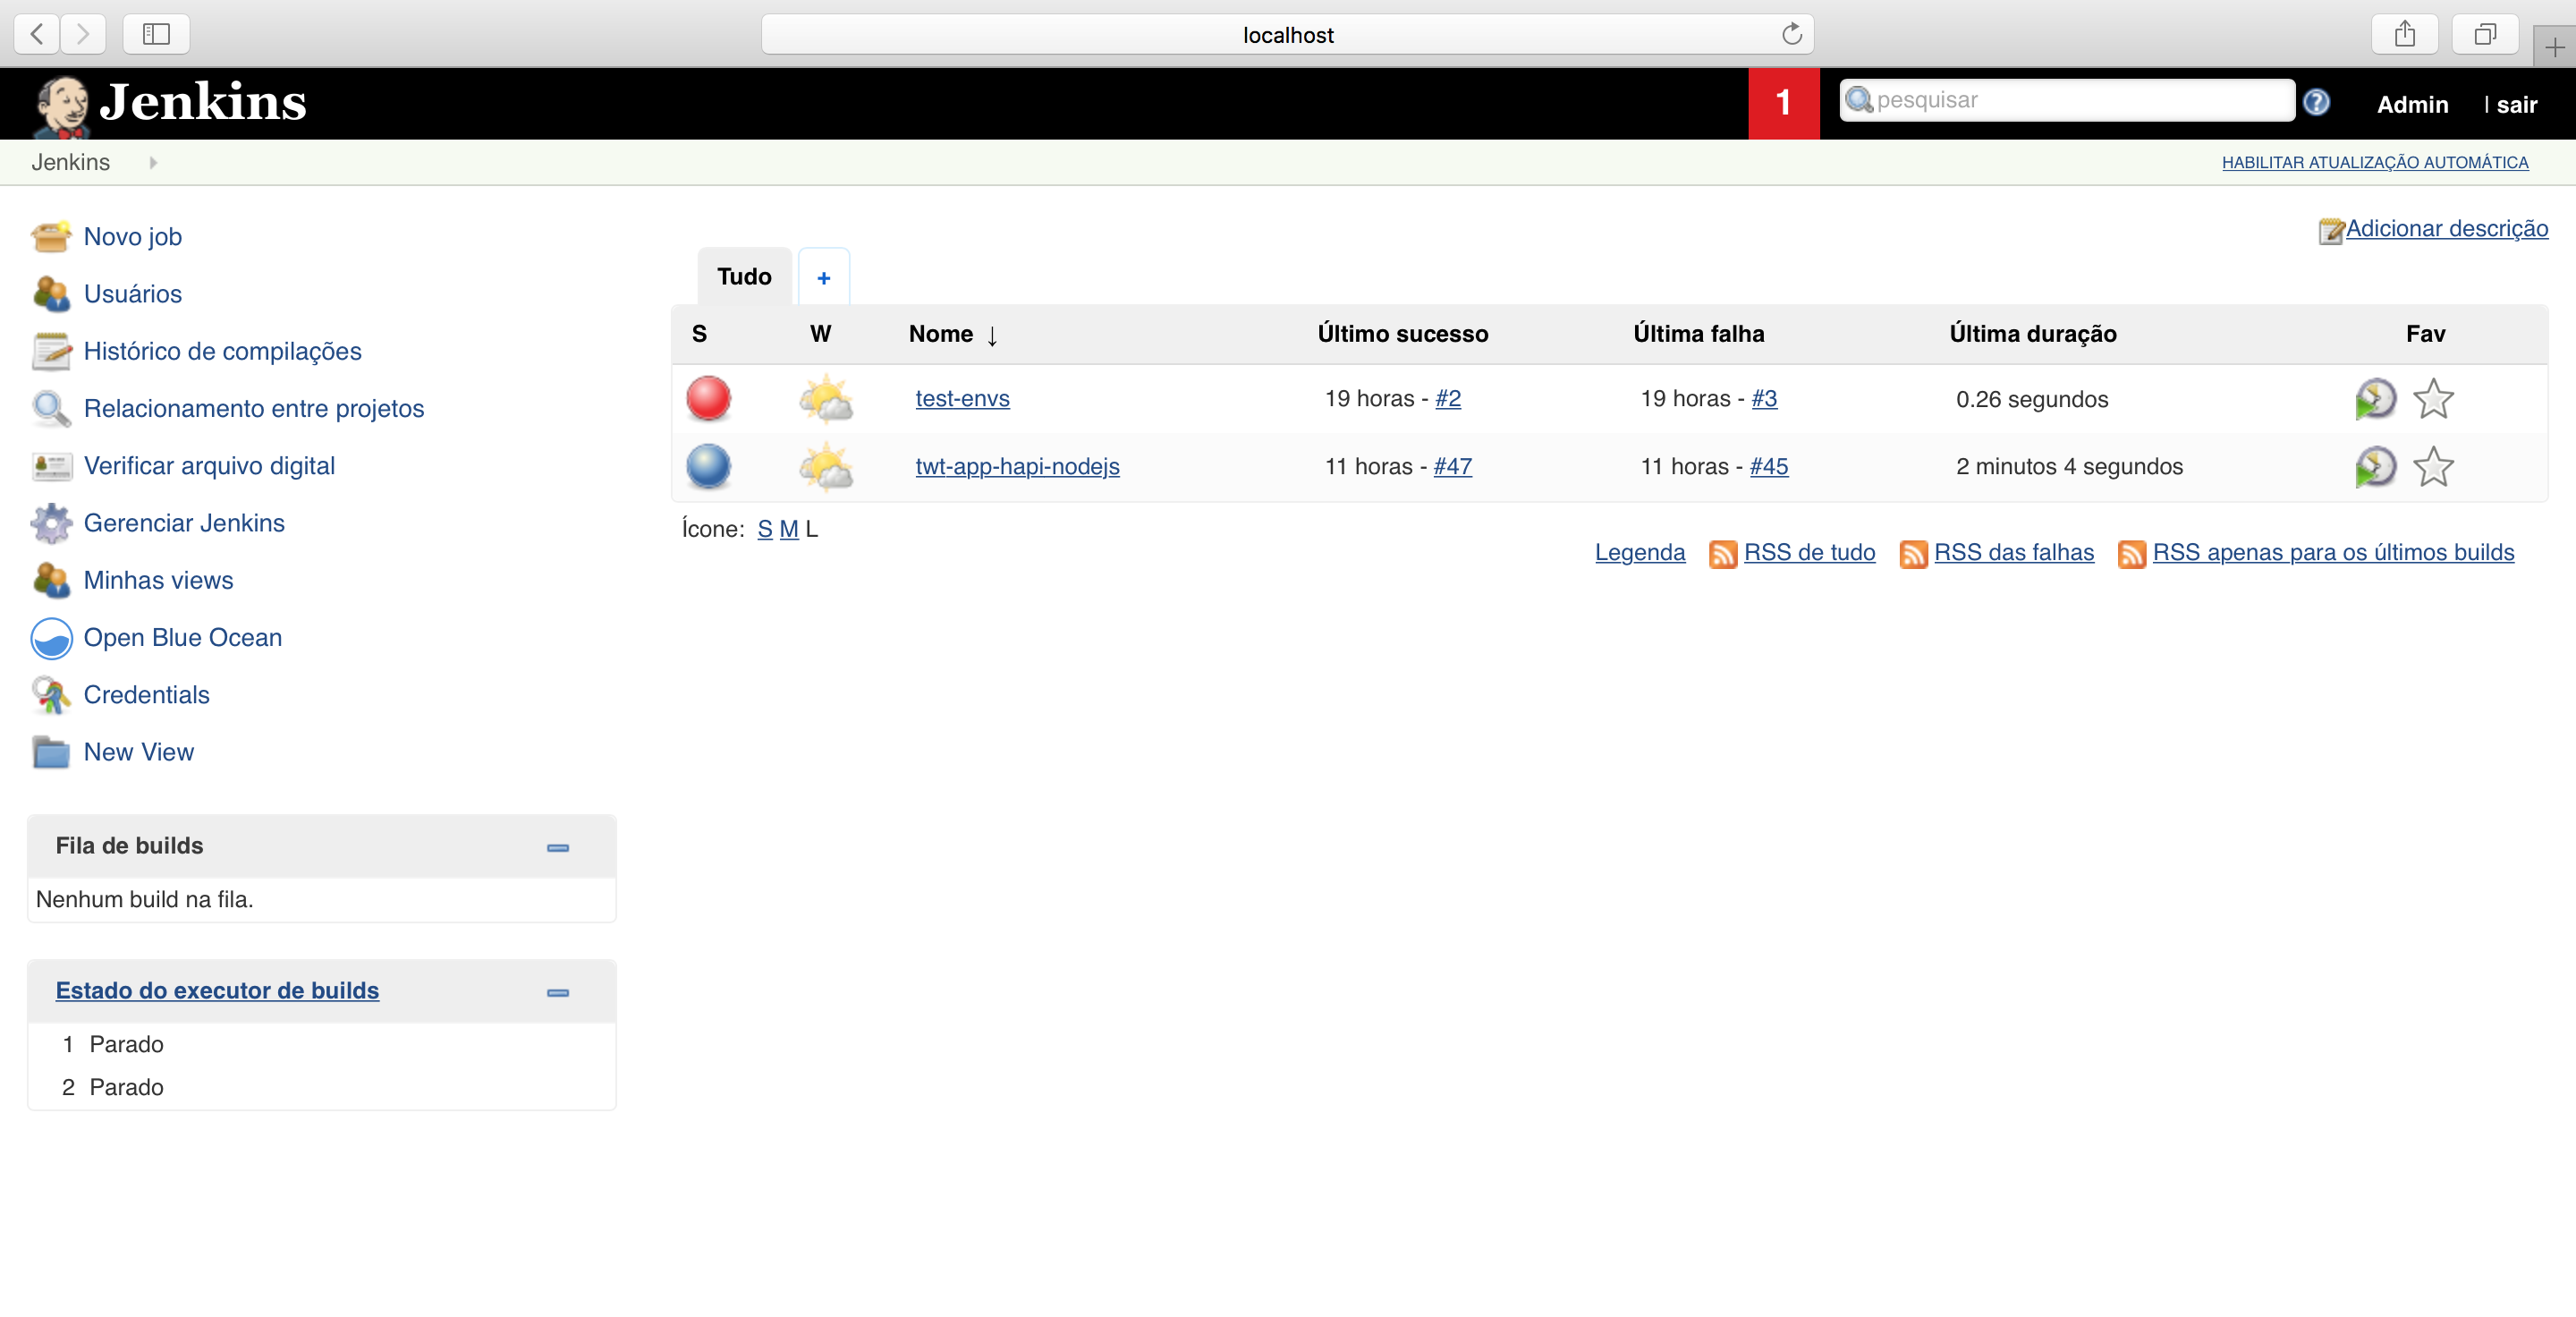 localhost
Jenkins
1
pesquisar
Admin
| sair
Jenkins
HABILITAR ATUALIZAÇÃO AUTOMÁTICA
Novo job
Usuários
Histórico de compilações
Relacionamento entre projetos
Verificar arquivo digital
Gerenciar Jenkins
Minhas views
Open Blue Ocean
Credentials
New View
Fila de builds
Nenhum build na fila.
Estado do executor de builds
1 Parado
2 Parado
Adicionar descrição
Tudo +
S W Nome ↓ Último sucesso Última falha Última duração Fav
test-envs 19 horas - #2 19 horas - #3 0.26 segundos
twt-app-hapi-nodejs 11 horas - #47 11 horas - #45 2 minutos 4 segundos
Ícone: S M L
Legenda RSS de tudo RSS das falhas RSS apenas para os últimos builds